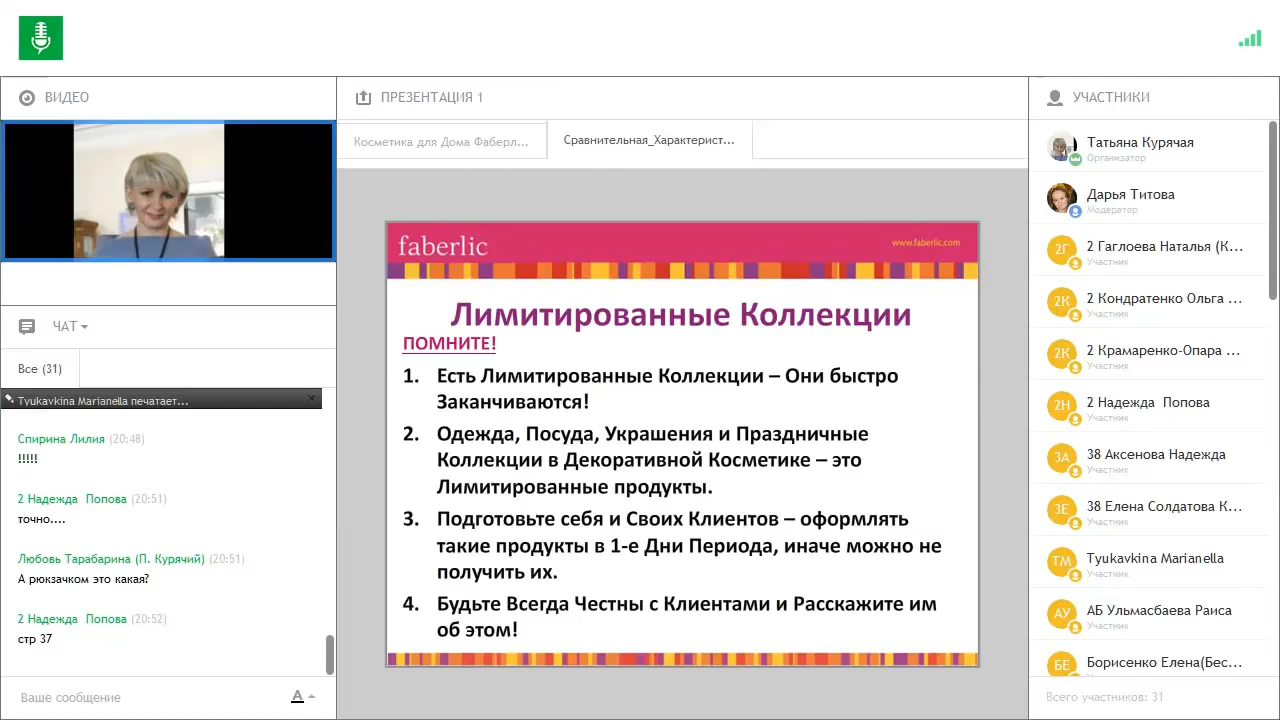 ВИДЕО
ПРЕЗЕНТАЦИЯ 1
УЧАСТНИКИ
Косметика для Дома Фаберл...
Сравнительная_Характерист...
faberlic
www.faberlic.com
Лимитированные Коллекции
ПОМНИТЕ!
1. Есть Лимитированные Коллекции – Они быстро
Заканчиваются!
2. Одежда, Посуда, Украшения и Праздничные
Коллекции в Декоративной Косметике – это
Лимитированные продукты.
3. Подготовьте себя и Своих Клиентов – оформлять
такие продукты в 1-е Дни Периода, иначе можно не
получить их.
4. Будьте Всегда Честны с Клиентами и Расскажите им
об этом!
ЧАТ
Все (31)
Tyukavkina Marianella печатает...
Спирина Лилия (20:48)
!!!!!
2 Надежда Попова (20:51)
точно....
Любовь Тарабарина (П. Курячий) (20:51)
А рюкзачком это какая?
2 Надежда Попова (20:52)
стр 37
Ваше сообщение
A
Татьяна Курячая
Организатор
Дарья Титова
Модератор
2Г
2 Гаглоева Наталья (К...
Участник
2К
2 Кондратенко Ольга ...
Участник
2К
2 Крамаренко-Опара ...
Участник
2Н
2 Надежда Попова
Участник
3А
38 Аксенова Надежда
Участник
3Е
38 Елена Солдатова К...
Участник
TM
Tyukavkina Marianella
Участник
АУ
АБ Ульмасбаева Раиса
Участник
БЕ
Борисенко Елена(Бес...
Всего участников: 31